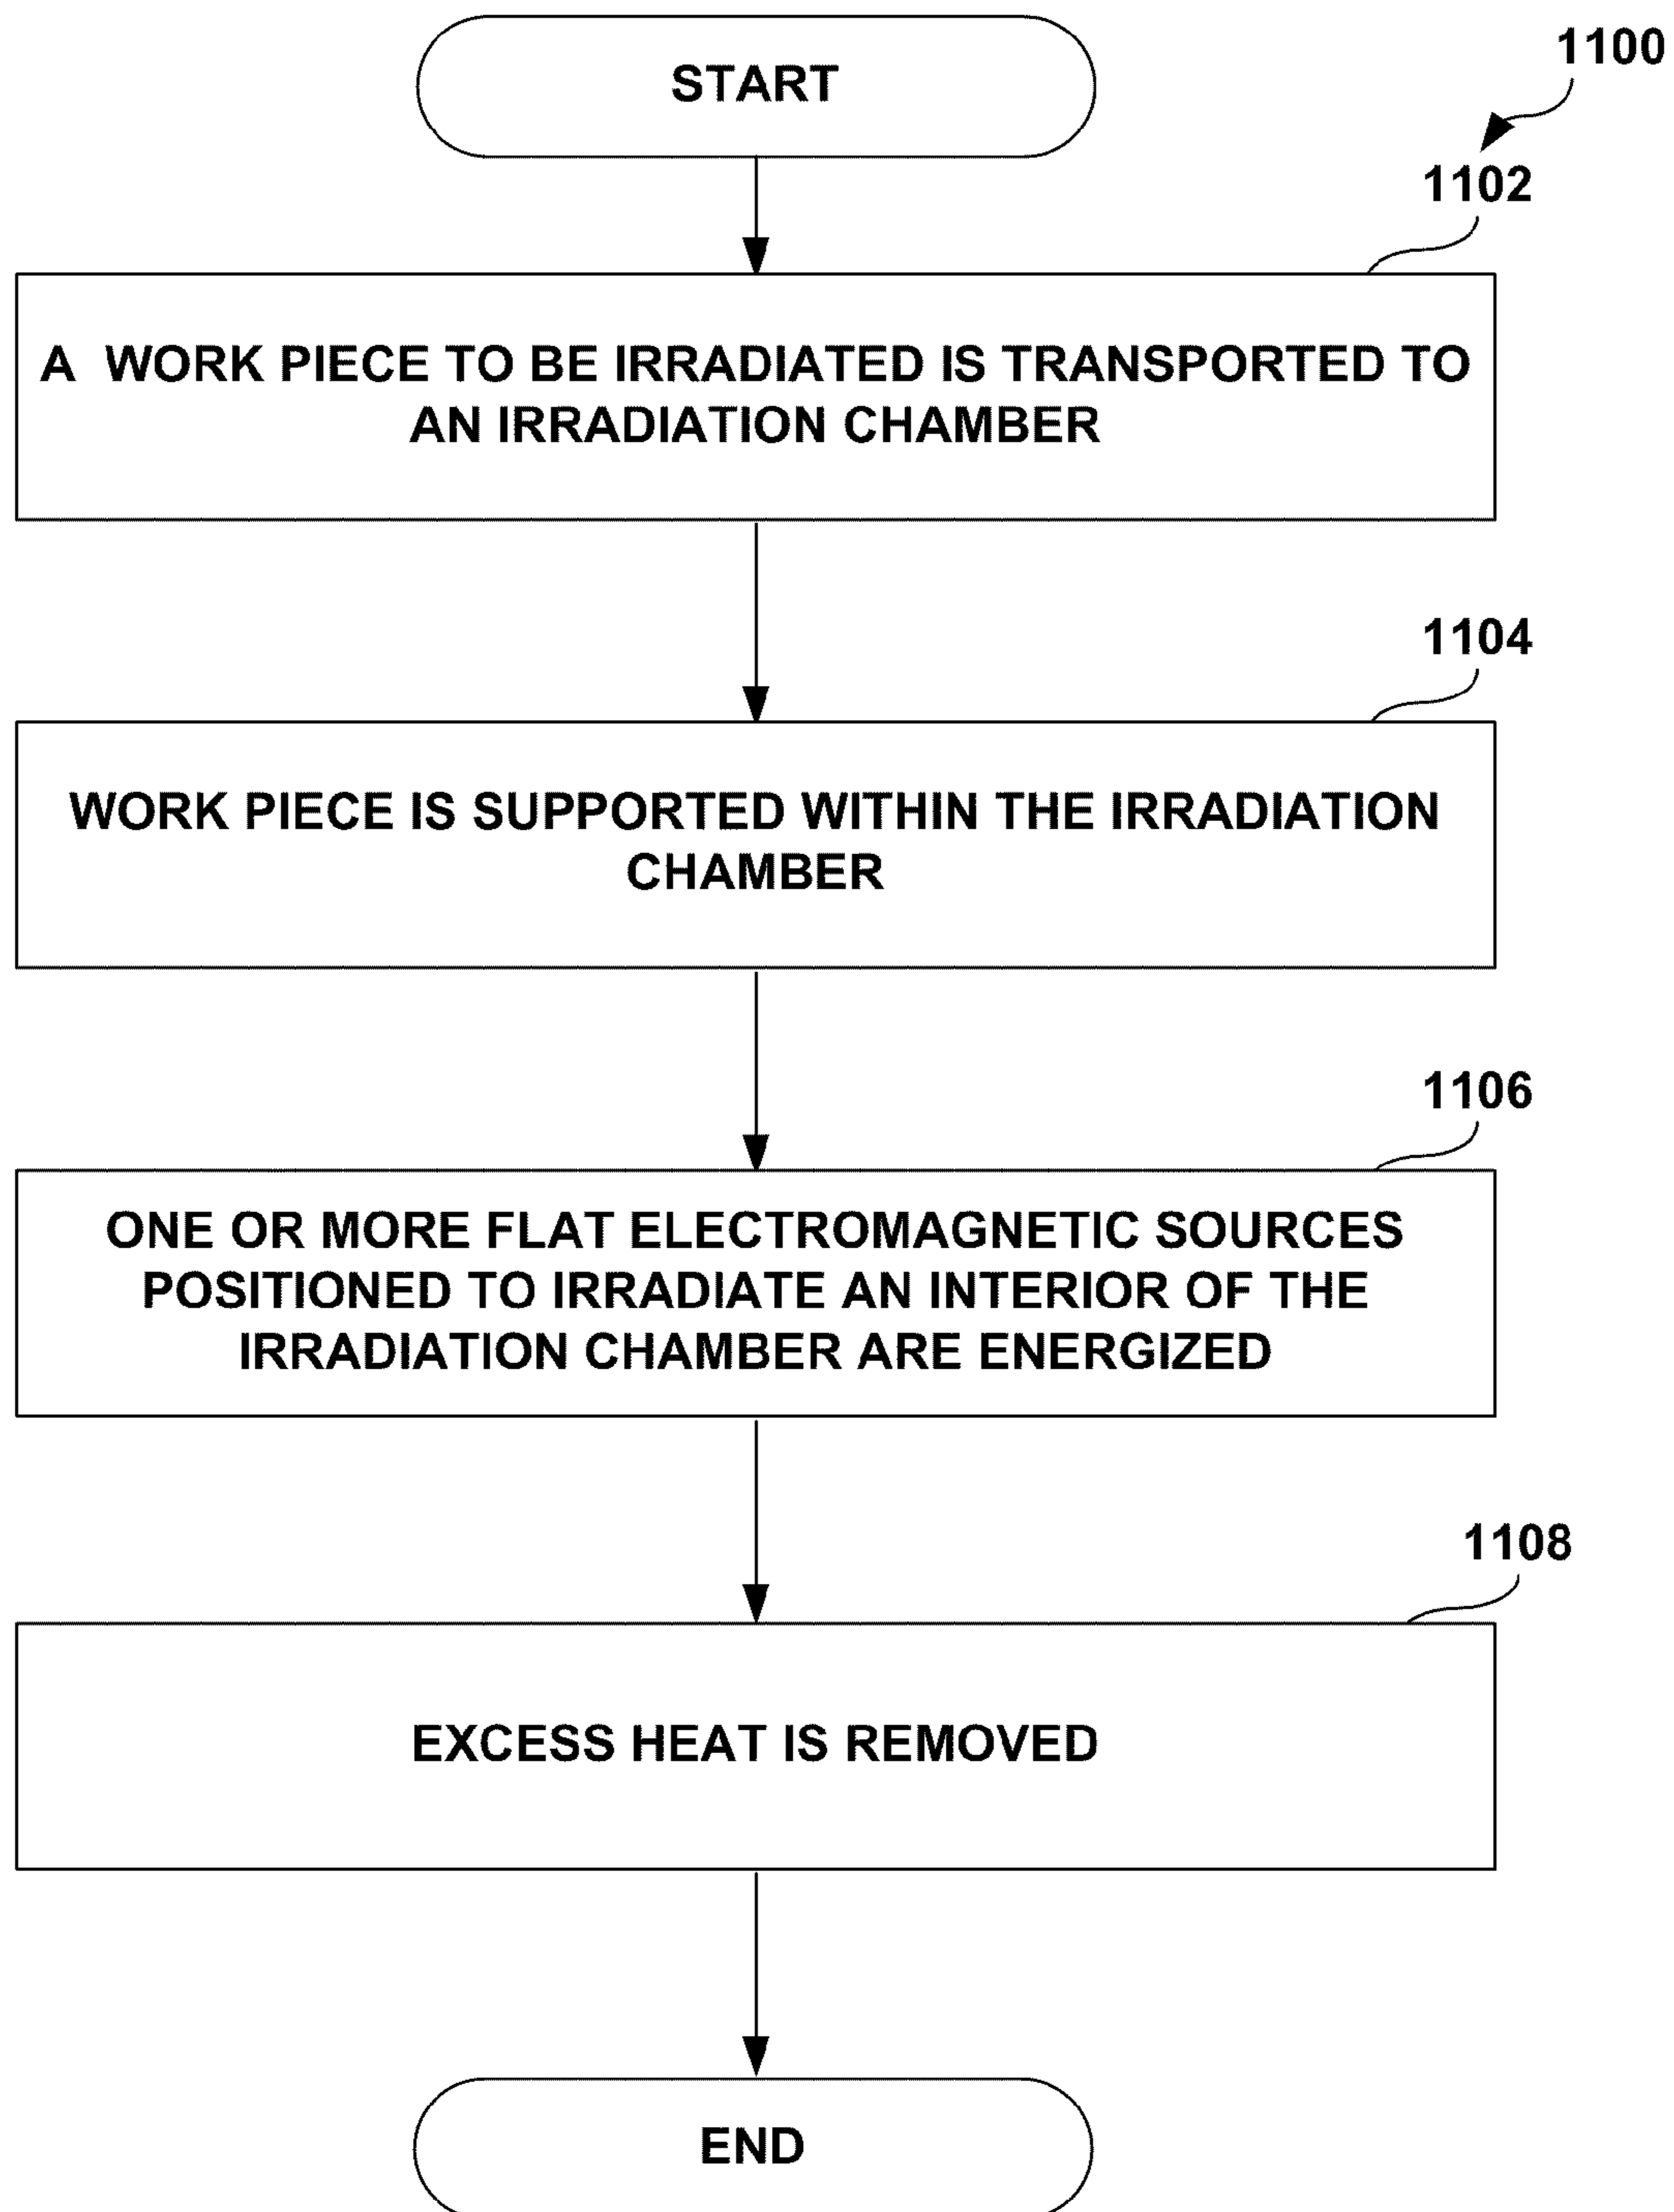 START
1100
1102
A WORK PIECE TO BE IRRADIATED IS TRANSPORTED TO
AN IRRADIATION CHAMBER
1104
WORK PIECE IS SUPPORTED WITHIN THE IRRADIATION
CHAMBER
1106
ONE OR MORE FLAT ELECTROMAGNETIC SOURCES
POSITIONED TO IRRADIATE AN INTERIOR OF THE
IRRADIATION CHAMBER ARE ENERGIZED
1108
EXCESS HEAT IS REMOVED
END